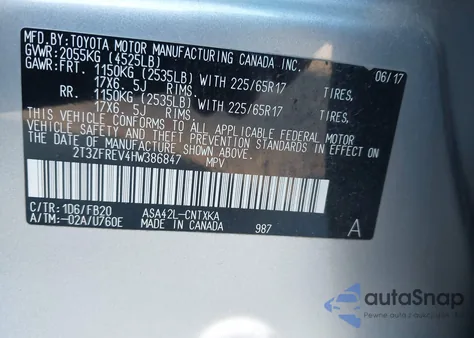 MFD.BY:TOYOTA MOTOR MANUFACTURING CANADA INC.
GVWR:2055KG (4525LB) 06/17
GAWR:FRT. 1150KG (2535LB) WITH 225/65R17 TIRES,
17X6. 5J RIMS.
RR. 1150KG (2535LB) WITH 225/65R17 TIRES,
17X6. 5J RIMS.
THIS VEHICLE CONFORMS TO ALL APPLICABLE FEDERAL MOTOR
VEHICLE SAFETY AND THEFT PREVENTION STANDARDS IN EFFECT ON
THE DATE OF MANUFACTURE SHOWN ABOVE.
2T3ZFREV4HW386847 MPV
C/TR:1D6/FB20 ASA42L-CNTXKA
A/TM:-02A/U760E MADE IN CANADA 987 A
autoSnap